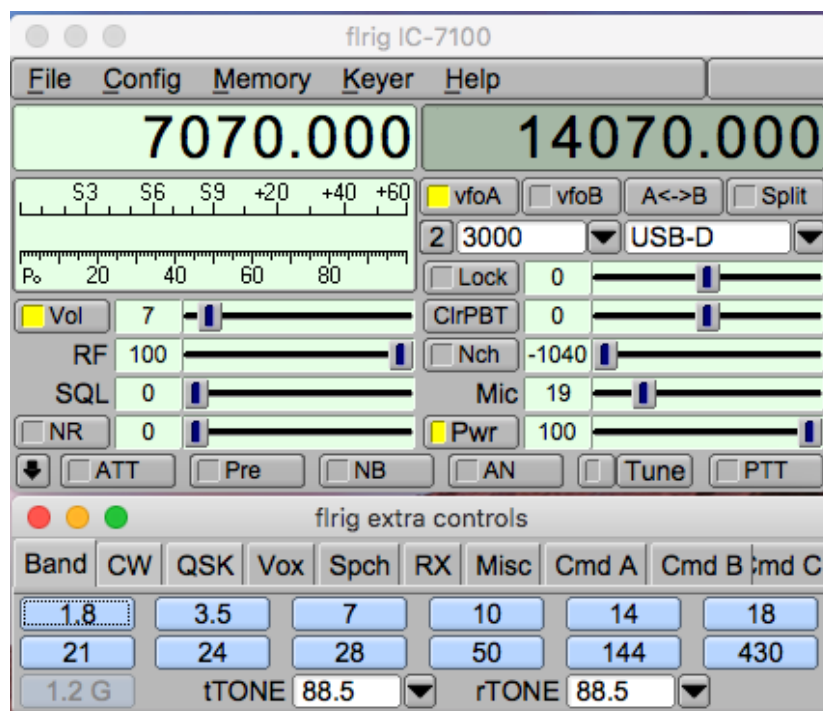 flrig IC-7100
File Config Memory Keyer Help
7070.000 14070.000
S3 S6 S9 +20 +40 +60 vfoA vfoB A<->B Split
2 3000 USB-D
Po 20 40 60 80 Lock 0
Vol 7 ClrPBT 0
RF 100 Nch -1040
SQL 0 Mic 19
NR 0 Pwr 100
ATT Pre NB AN Tune PTT
flrig extra controls
Band CW QSK Vox Spch RX Misc Cmd A Cmd B Cmd C
1.8 3.5 7 10 14 18
21 24 28 50 144 430
1.2 G tTONE 88.5 rTONE 88.5